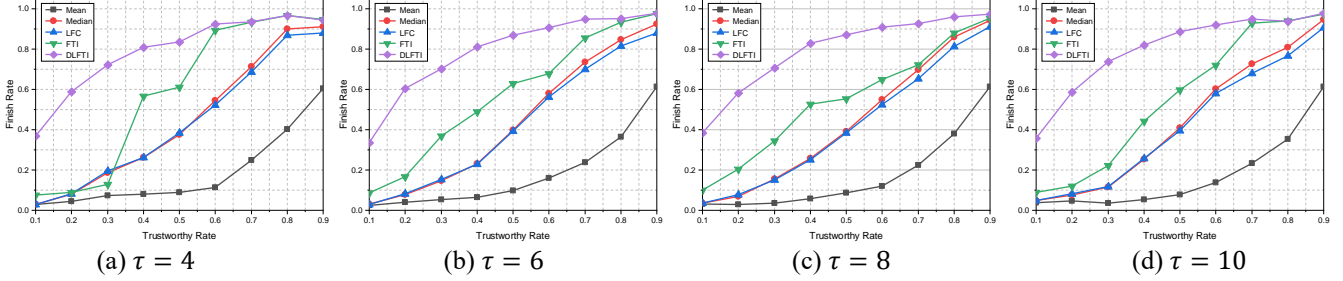 1.0
0.8
0.6
0.4
0.2
0.0
Finish Rate
Mean
Median
LFC
FTI
DLFTI
0.1 0.2 0.3 0.4 0.5 0.6 0.7 0.8 0.9
Trustworthy Rate
(a) τ = 4
1.0
0.8
0.6
0.4
0.2
0.0
Finish Rate
Mean
Median
LFC
FTI
DLFTI
0.1 0.2 0.3 0.4 0.5 0.6 0.7 0.8 0.9
Trustworthy Rate
(b) τ = 6
1.0
0.8
0.6
0.4
0.2
0.0
Finish Rate
Mean
Median
LFC
FTI
DLFTI
0.1 0.2 0.3 0.4 0.5 0.6 0.7 0.8 0.9
Trustworthy Rate
(c) τ = 8
1.0
0.8
0.6
0.4
0.2
0.0
Finish Rate
Mean
Median
LFC
FTI
DLFTI
0.1 0.2 0.3 0.4 0.5 0.6 0.7 0.8 0.9
Trustworthy Rate
(d) τ = 10